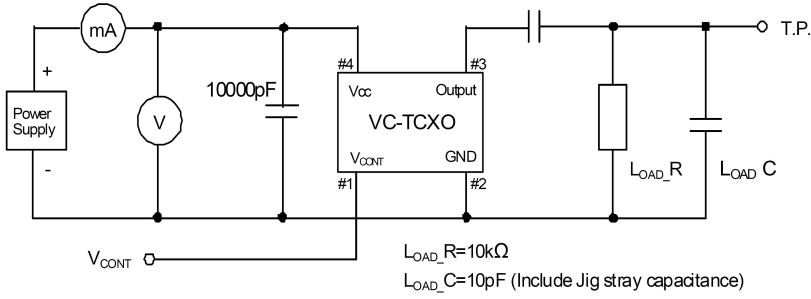 mA
T.P.
+
Power
Supply
-
V
10000pF
#4
#3
Vcc
Output
VC-TCXO
VCONT
GND
#1
#2
LOAD_R
LOAD C
VCONT
LOAD_R=10kΩ
LOAD_C=10pF (Include Jig stray capacitance)